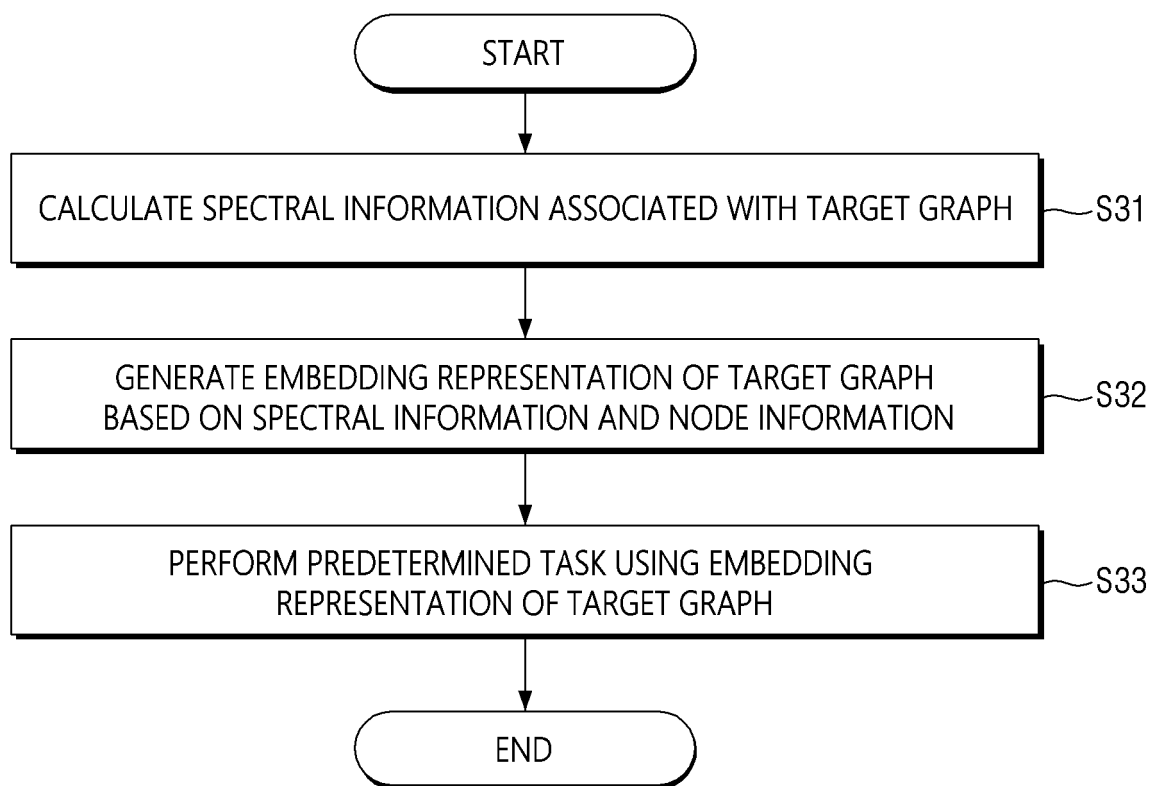 START
CALCULATE SPECTRAL INFORMATION ASSOCIATED WITH TARGET GRAPH
S31
GENERATE EMBEDDING REPRESENTATION OF TARGET GRAPH
BASED ON SPECTRAL INFORMATION AND NODE INFORMATION
S32
PERFORM PREDETERMINED TASK USING EMBEDDING
REPRESENTATION OF TARGET GRAPH
S33
END